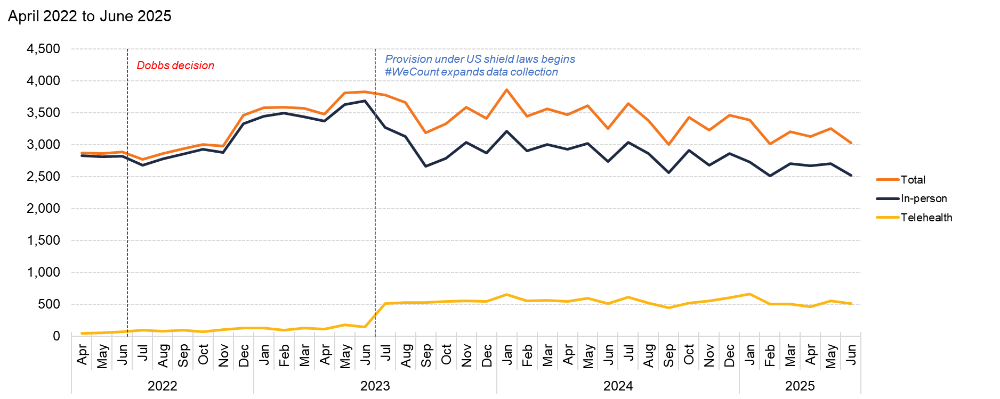 April 2022 to June 2025
4,500
4,000
3,500
3,000
2,500
2,000
1,500
1,000
500
0
Dobbs decision
Provision under US shield laws begins
#WeCount expands data collection
Total
In-person
Telehealth
Apr May Jun Jul Aug Sep Oct Nov Dec Jan Feb Mar Apr May Jun Jul Aug Sep Oct Nov Dec Jan Feb Mar Apr May Jun Jul Aug Sep Oct Nov Dec Jan Feb Mar Apr May Jun
2022 2023 2024 2025